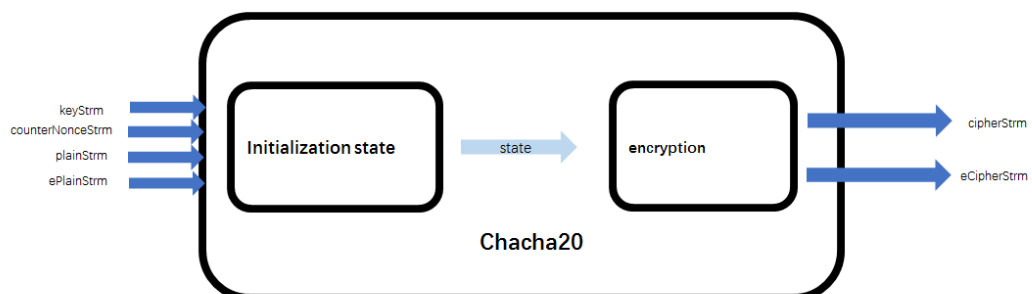 keyStrm
counterNonceStrm
plainStrm
ePlainStrm
Initialization state
state
encryption
cipherStrm
eCipherStrm
Chacha20